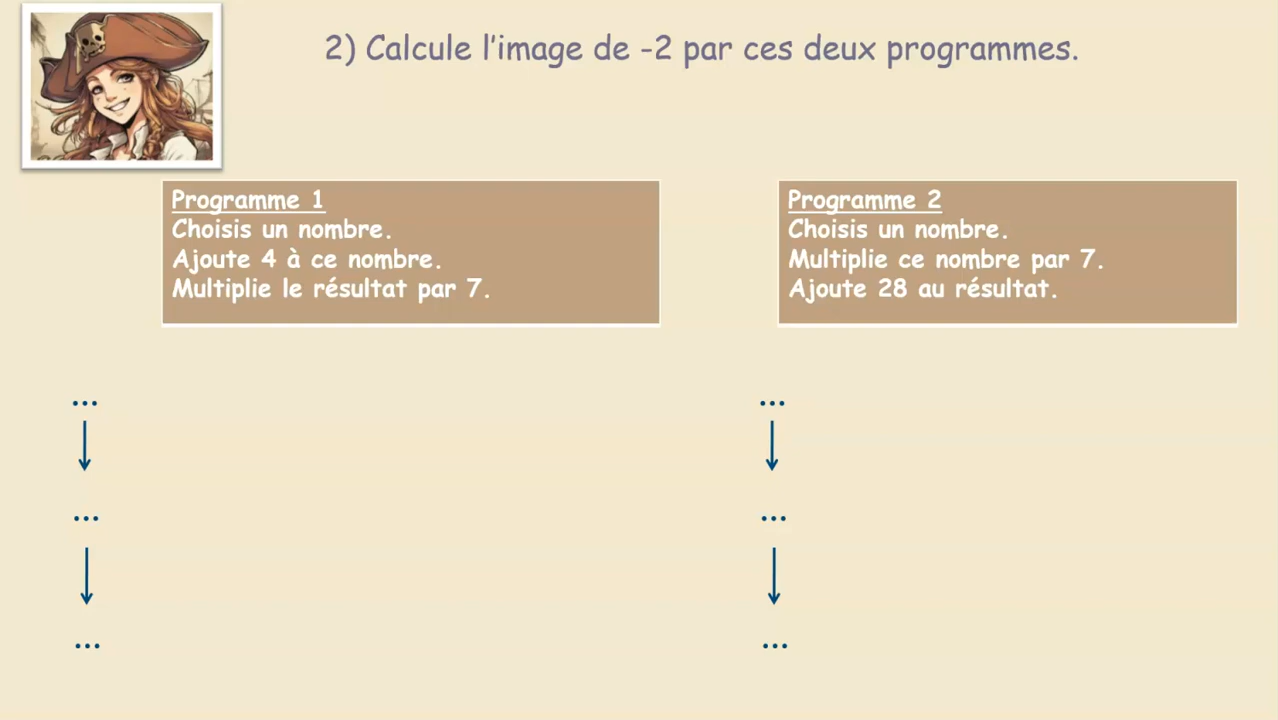 2) Calcule l’image de -2 par ces deux programmes.
Programme 1
Choisis un nombre.
Ajoute 4 à ce nombre.
Multiplie le résultat par 7.
Programme 2
Choisis un nombre.
Multiplie ce nombre par 7.
Ajoute 28 au résultat.
...
...
...
...
...
...